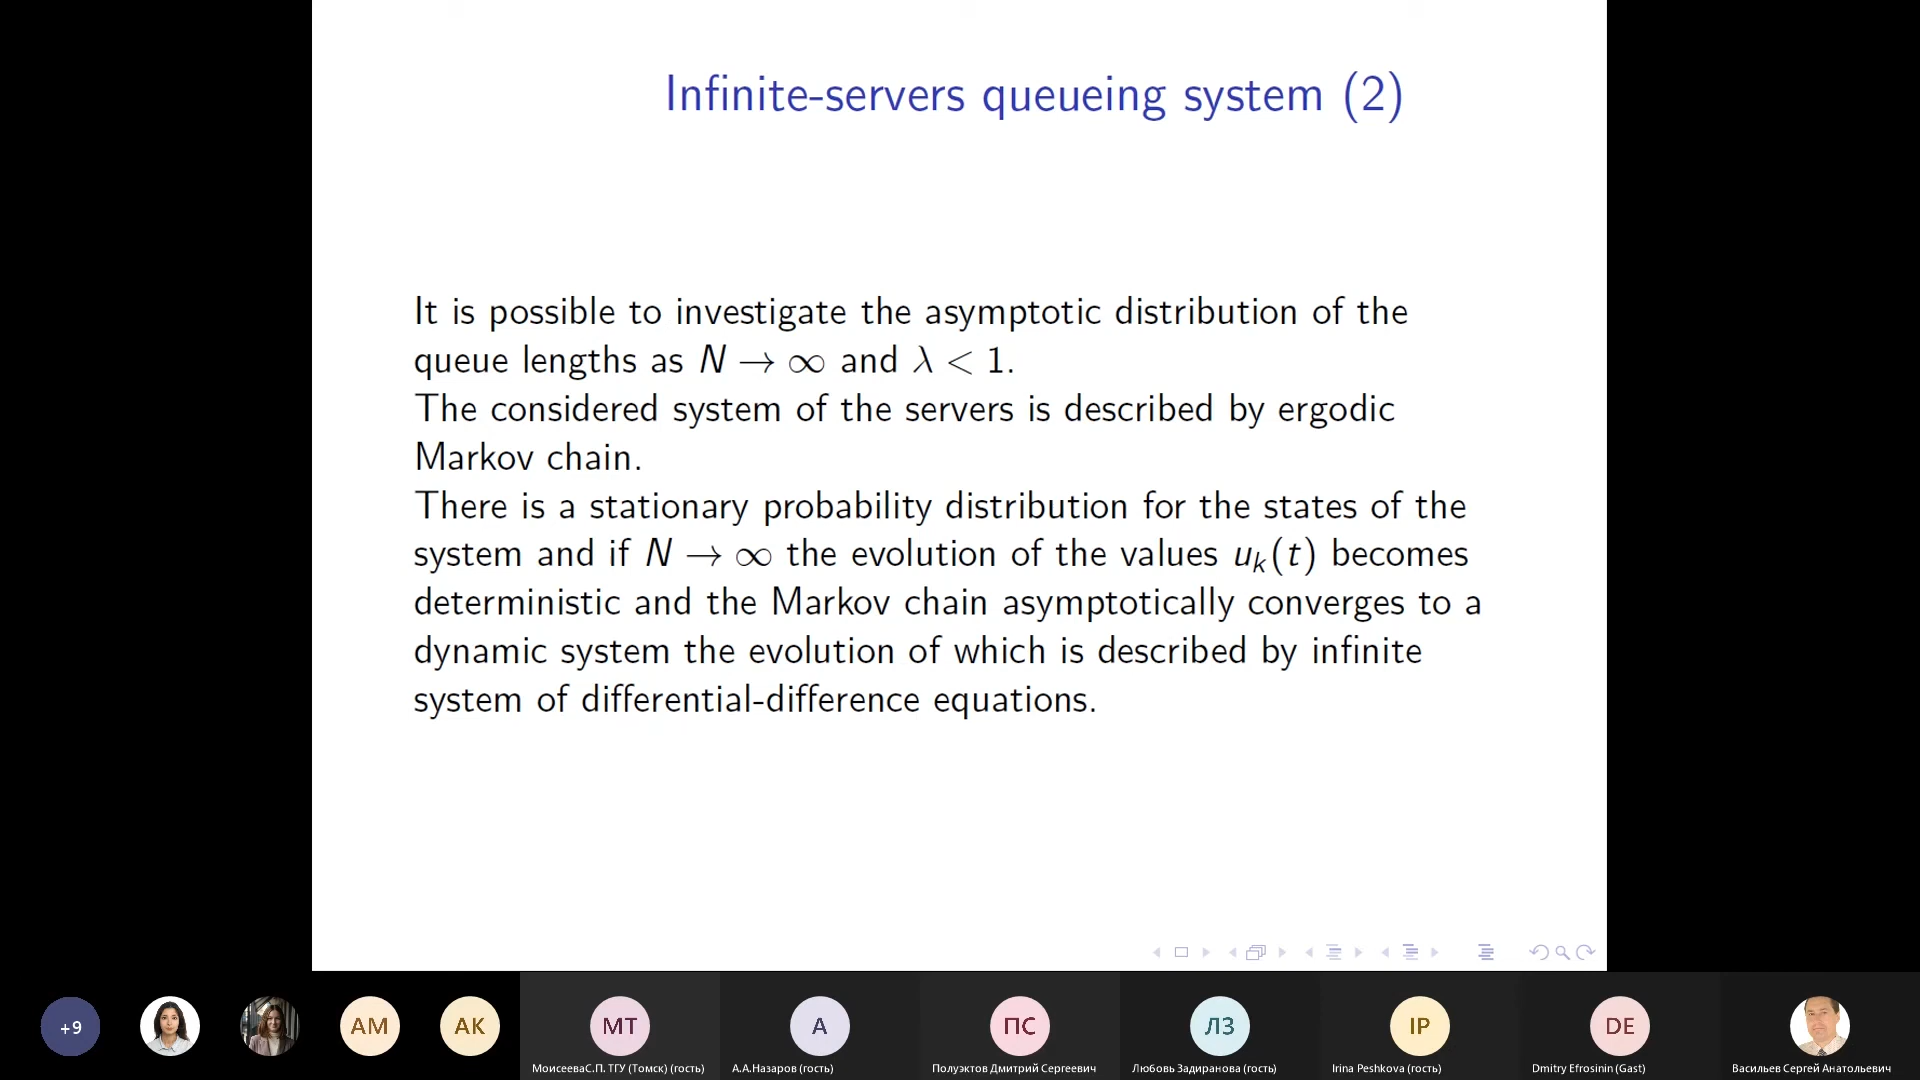 Infinite-servers queueing system (2)
It is possible to investigate the asymptotic distribution of the
queue lengths as N → ∞ and λ < 1.
The considered system of the servers is described by ergodic
Markov chain.
There is a stationary probability distribution for the states of the
system and if N → ∞ the evolution of the values u_k(t) becomes
deterministic and the Markov chain asymptotically converges to a
dynamic system the evolution of which is described by infinite
system of differential-difference equations.
+9
AM
AK
МТ
А
ПС
ЛЗ
IP
DE
МоисееваС.П. ТГУ (Томск) (гость)
А.А.Назаров (гость)
Полуэктов Дмитрий Сергеевич
Любовь Задиранова (гость)
Irina Peshkova (гость)
Dmitry Efrosinin (Gast)
Васильев Сергей Анатольевич